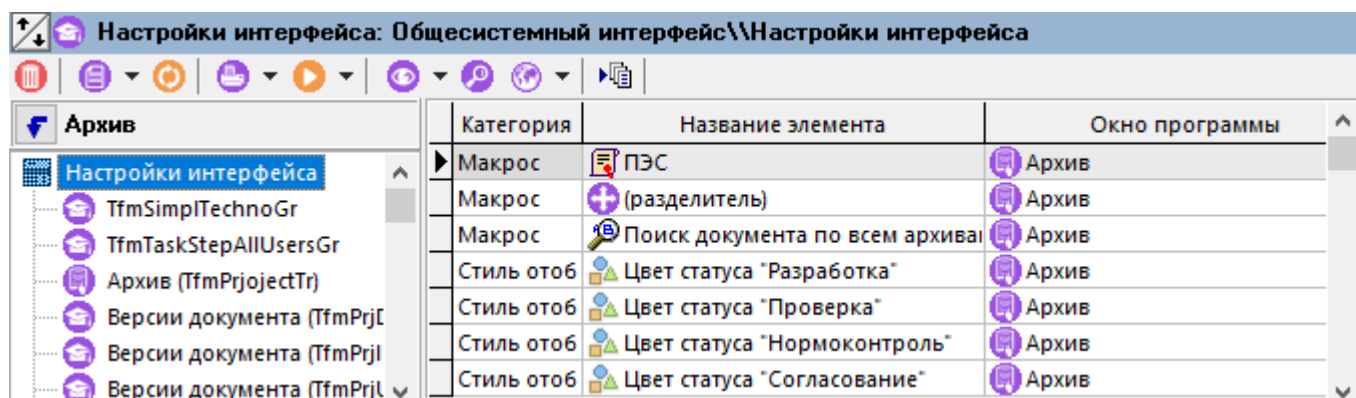 Настройки интерфейса: Общесистемный интерфейс\\Настройки интерфейса
Архив
Настройки интерфейса
TfmSimplTechnoGr
TfmTaskStepAllUsersGr
Архив (TfmPrjojectTr)
Версии документа (TfmPrjD
Версии документа (TfmPrjI
Версии документа (TfmPrjU
Категория Название элемента Окно программы
Макрос ПЭС Архив
Макрос (разделитель) Архив
Макрос Поиск документа по всем архивам Архив
Стиль отоб Цвет статуса "Разработка" Архив
Стиль отоб Цвет статуса "Проверка" Архив
Стиль отоб Цвет статуса "Нормоконтроль" Архив
Стиль отоб Цвет статуса "Согласование" Архив